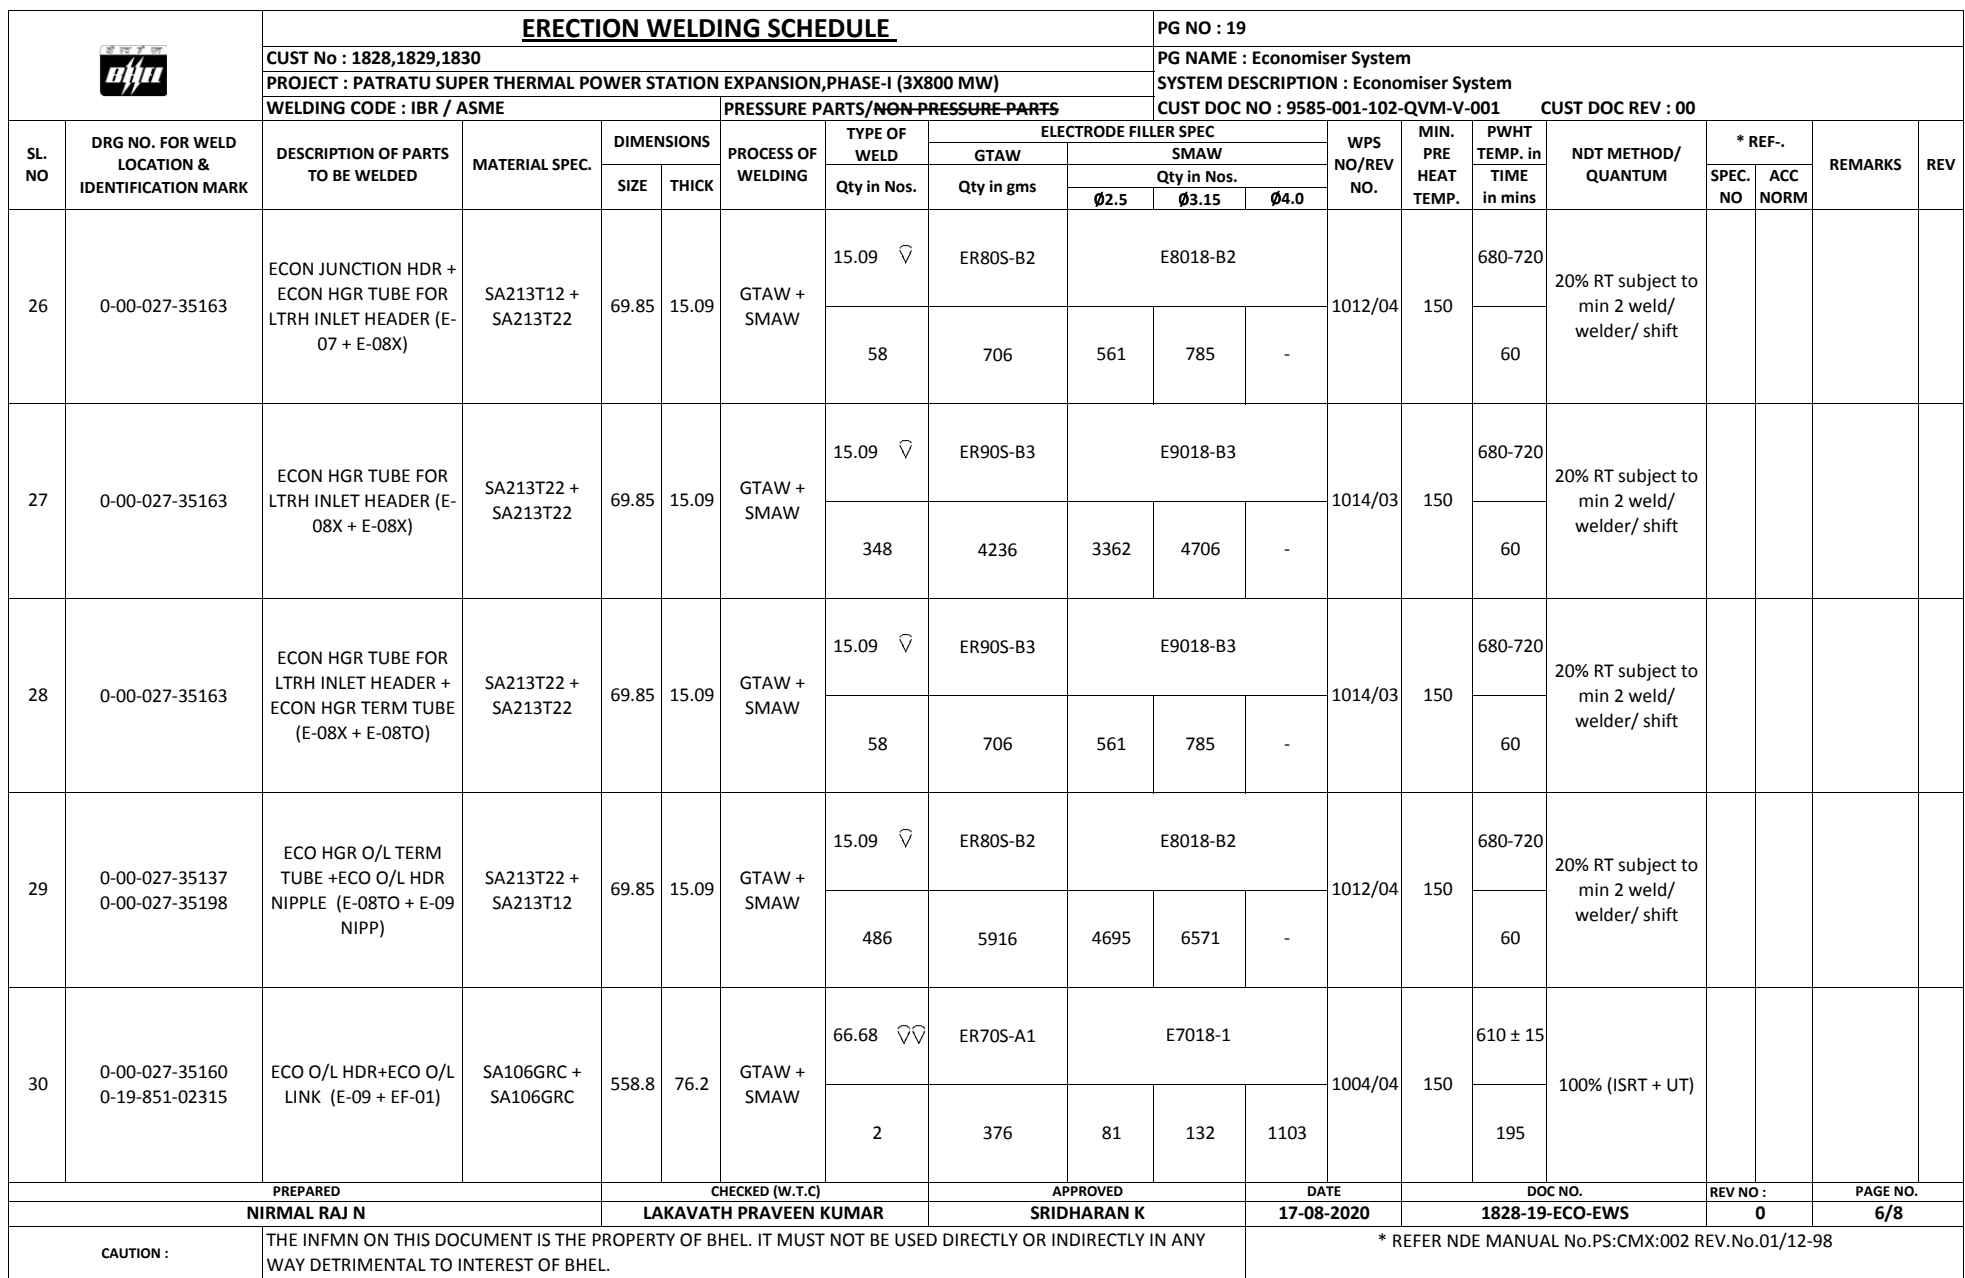 ERECTION WELDING SCHEDULE
PG NO : 19
BHEL
CUST No : 1828,1829,1830
PG NAME : Economiser System
PROJECT : PATRATU SUPER THERMAL POWER STATION EXPANSION,PHASE-I (3X800 MW)
SYSTEM DESCRIPTION : Economiser System
WELDING CODE : IBR / ASME
PRESSURE PARTS/NON PRESSURE PARTS
CUST DOC NO : 9585-001-102-QVM-V-001 CUST DOC REV : 00
SL.
NO
DRG NO. FOR WELD
LOCATION &
IDENTIFICATION MARK
DESCRIPTION OF PARTS
TO BE WELDED
MATERIAL SPEC.
DIMENSIONS
SIZE
THICK
PROCESS OF
WELDING
TYPE OF
WELD
Qty in Nos.
ELECTRODE FILLER SPEC
GTAW
Qty in gms
SMAW
Qty in Nos.
Ø2.5
Ø3.15
Ø4.0
WPS
NO/REV
NO.
MIN.
PRE
HEAT
TEMP.
PWHT
TEMP. in
TIME
in mins
NDT METHOD/
QUANTUM
* REF-.
SPEC.
NO
ACC
NORM
REMARKS
REV
26
0-00-027-35163
ECON JUNCTION HDR +
ECON HGR TUBE FOR
LTRH INLET HEADER (E-
07 + E-08X)
SA213T12 +
SA213T22
69.85
15.09
GTAW +
SMAW
15.09
58
ER80S-B2
706
E8018-B2
561
785
-
1012/04
150
680-720
60
20% RT subject to
min 2 weld/
welder/ shift
27
0-00-027-35163
ECON HGR TUBE FOR
LTRH INLET HEADER (E-
08X + E-08X)
SA213T22 +
SA213T22
69.85
15.09
GTAW +
SMAW
15.09
348
ER90S-B3
4236
E9018-B3
3362
4706
-
1014/03
150
680-720
60
20% RT subject to
min 2 weld/
welder/ shift
28
0-00-027-35163
ECON HGR TUBE FOR
LTRH INLET HEADER +
ECON HGR TERM TUBE
(E-08X + E-08TO)
SA213T22 +
SA213T22
69.85
15.09
GTAW +
SMAW
15.09
58
ER90S-B3
706
E9018-B3
561
785
-
1014/03
150
680-720
60
20% RT subject to
min 2 weld/
welder/ shift
29
0-00-027-35137
0-00-027-35198
ECO HGR O/L TERM
TUBE +ECO O/L HDR
NIPPLE (E-08TO + E-09
NIPP)
SA213T22 +
SA213T12
69.85
15.09
GTAW +
SMAW
15.09
486
ER80S-B2
5916
E8018-B2
4695
6571
-
1012/04
150
680-720
60
20% RT subject to
min 2 weld/
welder/ shift
30
0-00-027-35160
0-19-851-02315
ECO O/L HDR+ECO O/L
LINK (E-09 + EF-01)
SA106GRC +
SA106GRC
558.8
76.2
GTAW +
SMAW
66.68
2
ER70S-A1
376
E7018-1
81
132
1103
1004/04
150
610 ± 15
195
100% (ISRT + UT)
PREPARED
CHECKED (W.T.C)
APPROVED
DATE
DOC NO.
REV NO :
PAGE NO.
NIRMAL RAJ N
LAKAVATH PRAVEEN KUMAR
SRIDHARAN K
17-08-2020
1828-19-ECO-EWS
0
6/8
CAUTION :
THE INFMN ON THIS DOCUMENT IS THE PROPERTY OF BHEL. IT MUST NOT BE USED DIRECTLY OR INDIRECTLY IN ANY
WAY DETRIMENTAL TO INTEREST OF BHEL.
* REFER NDE MANUAL No.PS:CMX:002 REV.No.01/12-98